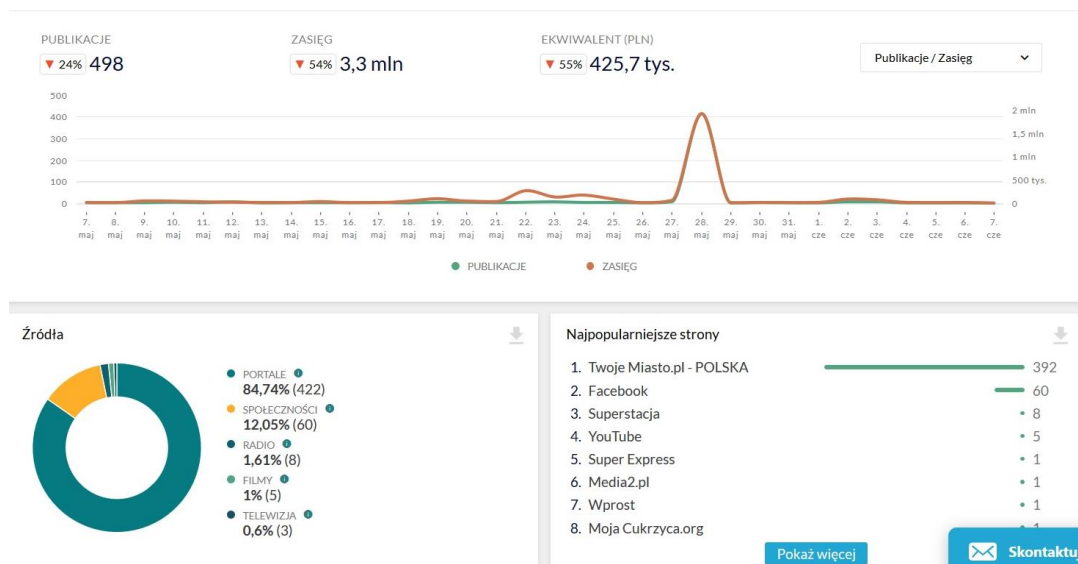 PUBLIKACJE
▼ 24% 498
ZASIĘG
▼ 54% 3,3 mln
EKWIWALENT (PLN)
▼ 55% 425,7 tys.
Publikacje / Zasięg
500
400
300
200
100
0
2 mln
1,5 mln
1 mln
500 tys.
0
7. maj
8. maj
9. maj
10. maj
11. maj
12. maj
13. maj
14. maj
15. maj
16. maj
17. maj
18. maj
19. maj
20. maj
21. maj
22. maj
23. maj
24. maj
25. maj
26. maj
27. maj
28. maj
29. maj
30. maj
31. maj
1. cze
2. cze
3. cze
4. cze
5. cze
6. cze
7. cze
PUBLIKACJE
ZASIĘG
Źródła
PORTALE
84,74% (422)
SPOŁECZNOŚCI
12,05% (60)
RADIO
1,61% (8)
FILMY
1% (5)
TELEWIZJA
0,6% (3)
Najpopularniejsze strony
1. Twoje Miasto.pl - POLSKA 392
2. Facebook 60
3. Superstacja 8
4. YouTube 5
5. Super Express 1
6. Media2.pl 1
7. Wprost 1
8. Moja Cukrzyca.org
Pokaż więcej
Skontaktuj